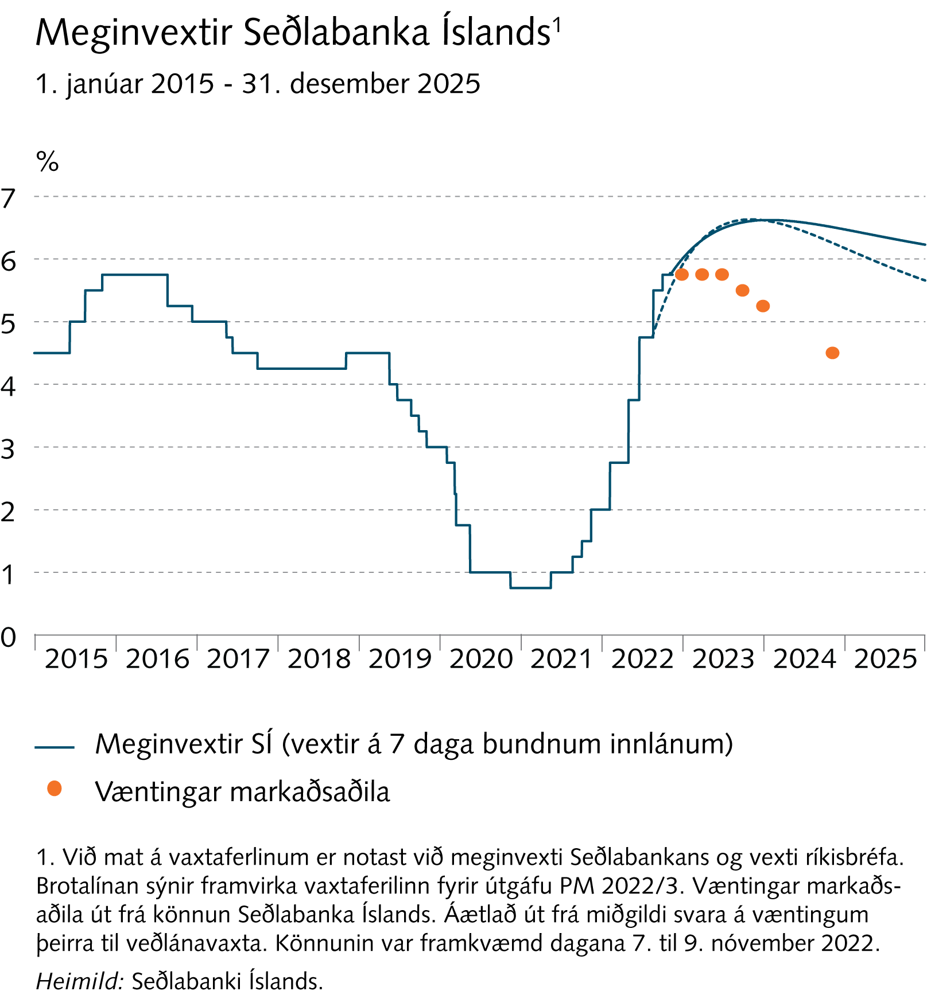 Meginvextir Seðlabanka Íslands¹
1. janúar 2015 - 31. desember 2025
%
7
6
5
4
3
2
1
0
2015 2016 2017 2018 2019 2020 2021 2022 2023 2024 2025
Meginvextir SÍ (vextir á 7 daga bundnum innlánum)
Væntingar markaðsaðila
1. Við mat á vaxtaferlinum er notast við meginvexti Seðlabankans og vexti ríkisbréfa.
Brotalínan sýnir framvirka vaxtaferilinn fyrir útgáfu PM 2022/3. Væntingar markaðs-
aðila út frá könnun Seðlabanka Íslands. Áætlað út frá miðgildi svara á væntingum
þeirra til veðlánavaxta. Könnunin var framkvæmd dagana 7. til 9. nóvember 2022.
Heimild: Seðlabanki Íslands.